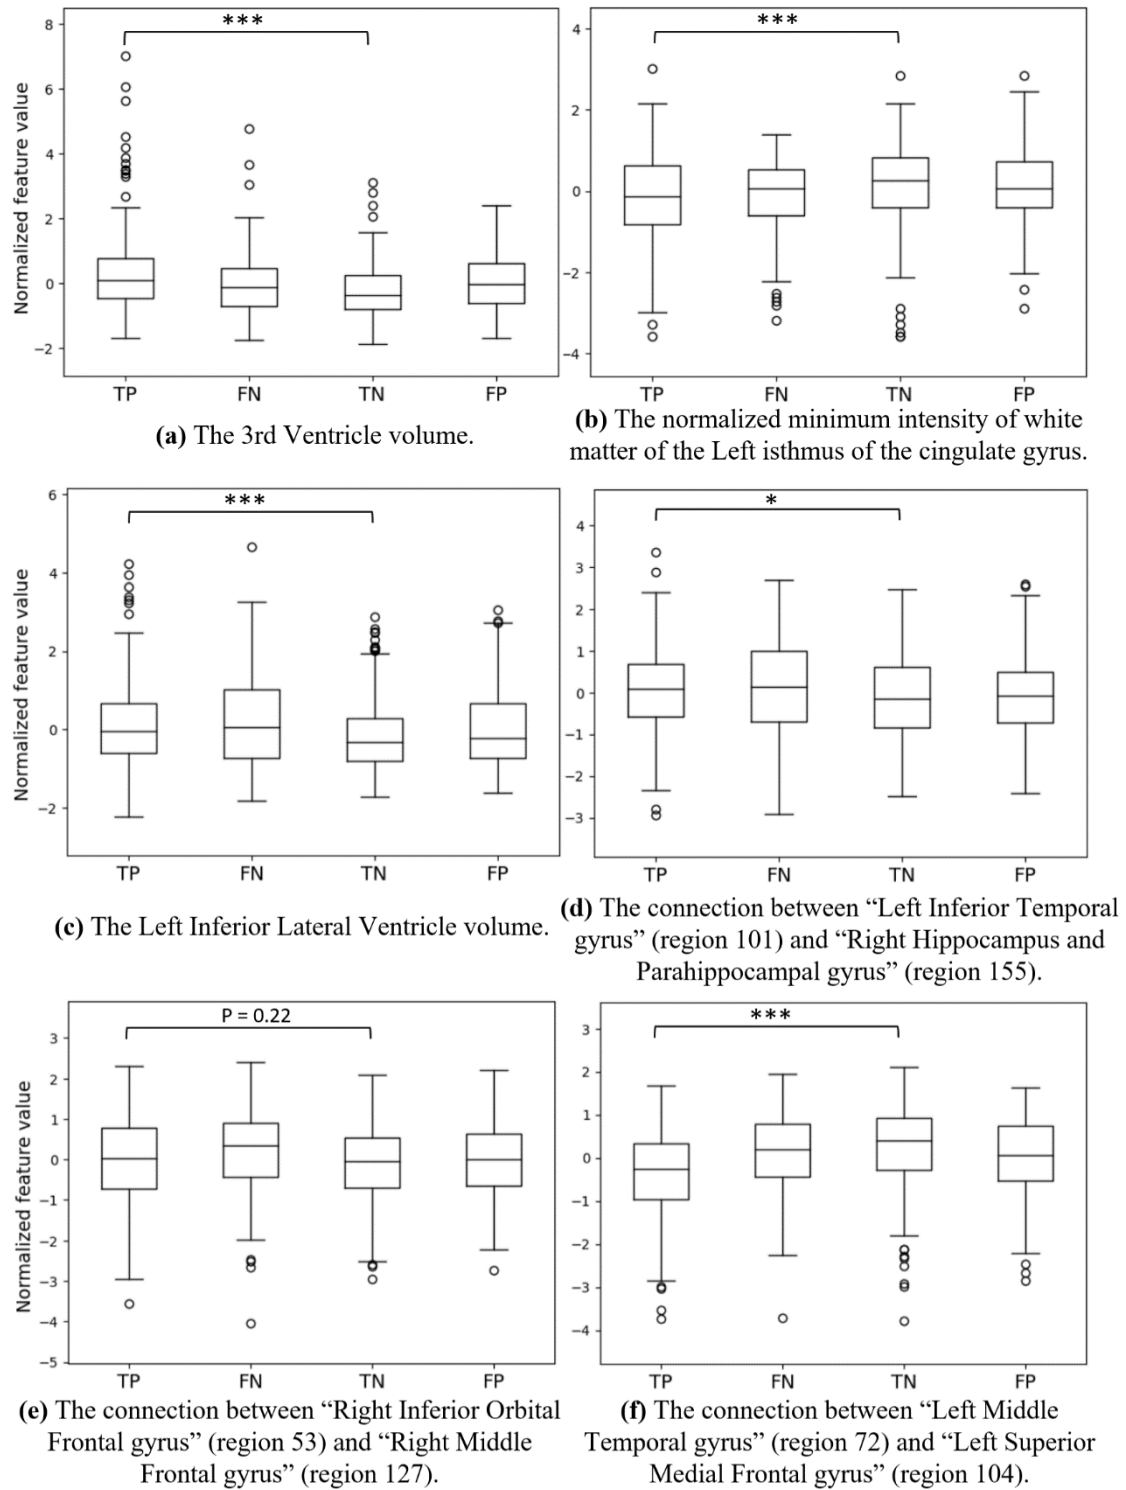 ***
Normalized feature value
8
6
4
2
0
−2
TP FN TN FP
(a) The 3rd Ventricle volume.
***
4
2
0
−2
−4
TP FN TN FP
(b) The normalized minimum intensity of white
matter of the Left isthmus of the cingulate gyrus.
***
Normalized feature value
6
4
2
0
−2
TP FN TN FP
(c) The Left Inferior Lateral Ventricle volume.
*
4
3
2
1
0
−1
−2
−3
TP FN TN FP
(d) The connection between “Left Inferior Temporal
gyrus” (region 101) and “Right Hippocampus and
Parahippocampal gyrus” (region 155).
P = 0.22
Normalized feature value
3
2
1
0
−1
−2
−3
−4
−5
TP FN TN FP
(e) The connection between “Right Inferior Orbital
Frontal gyrus” (region 53) and “Right Middle
Frontal gyrus” (region 127).
***
3
2
1
0
−1
−2
−3
−4
TP FN TN FP
(f) The connection between “Left Middle
Temporal gyrus” (region 72) and “Left Superior
Medial Frontal gyrus” (region 104).